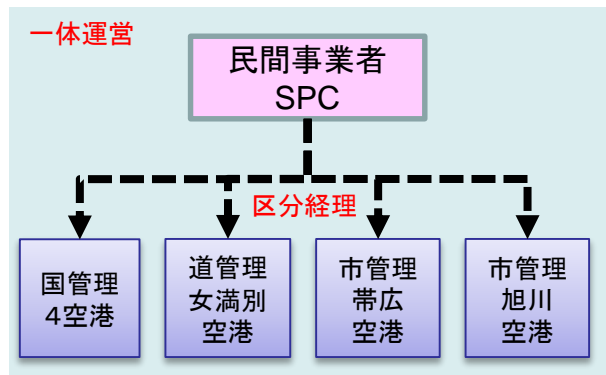 一体運営
民間事業者
SPC
区分経理
国管理
4空港
道管理
女満別
空港
市管理
帯広
空港
市管理
旭川
空港